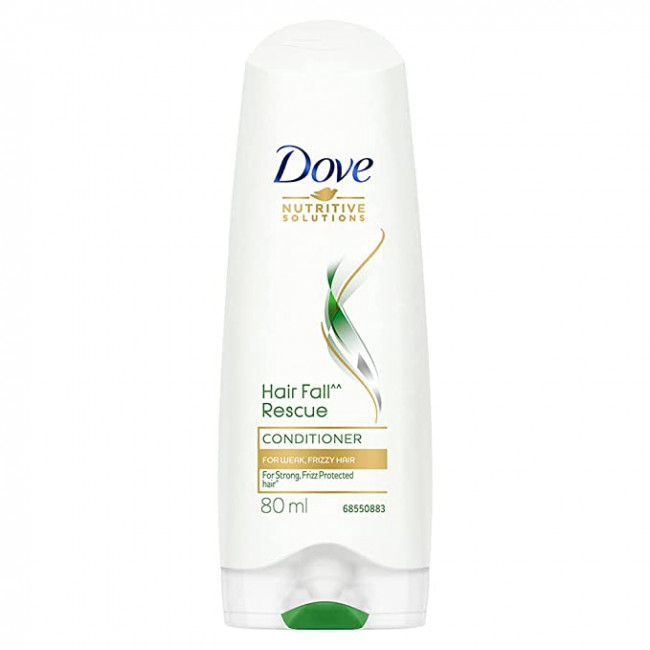 Dove
NUTRITIVE
SOLUTIONS
Hair Fall^^
Rescue
CONDITIONER
FOR WEAK, FRIZZY HAIR
For Strong, Frizz Protected
hair^
80 ml 68550883